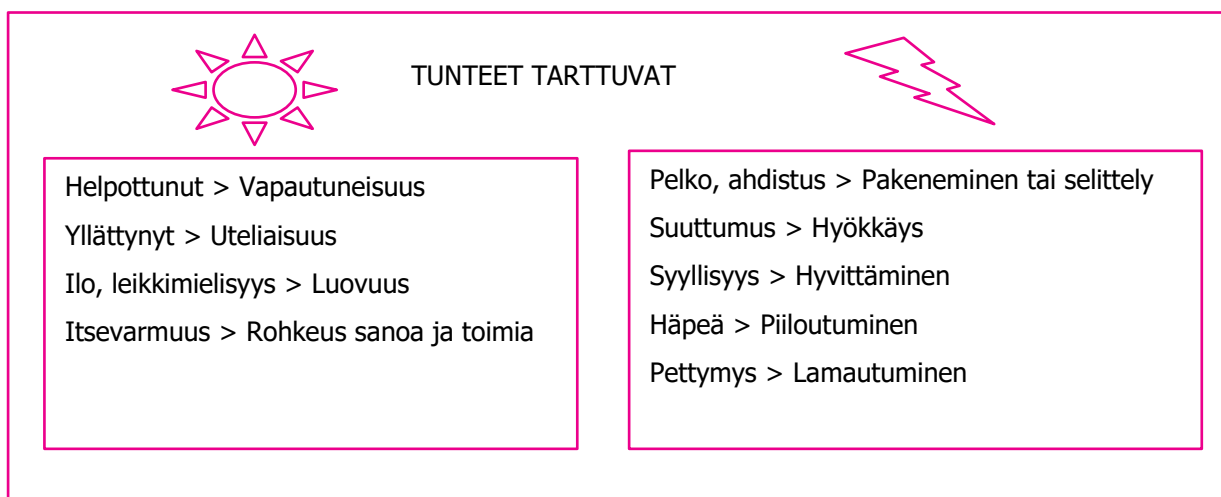 TUNTEET TARTTUVAT
Helpottunut > Vapautuneisuus
Yllättynyt > Uteliaisuus
Ilo, leikkimielisyys > Luovuus
Itsevarmuus > Rohkeus sanoa ja toimia
Pelko, ahdistus > Pakeneminen tai selittely
Suuttumus > Hyökkäys
Syyllisyys > Hyvittäminen
Häpeä > Piiloutuminen
Pettymys > Lamautuminen